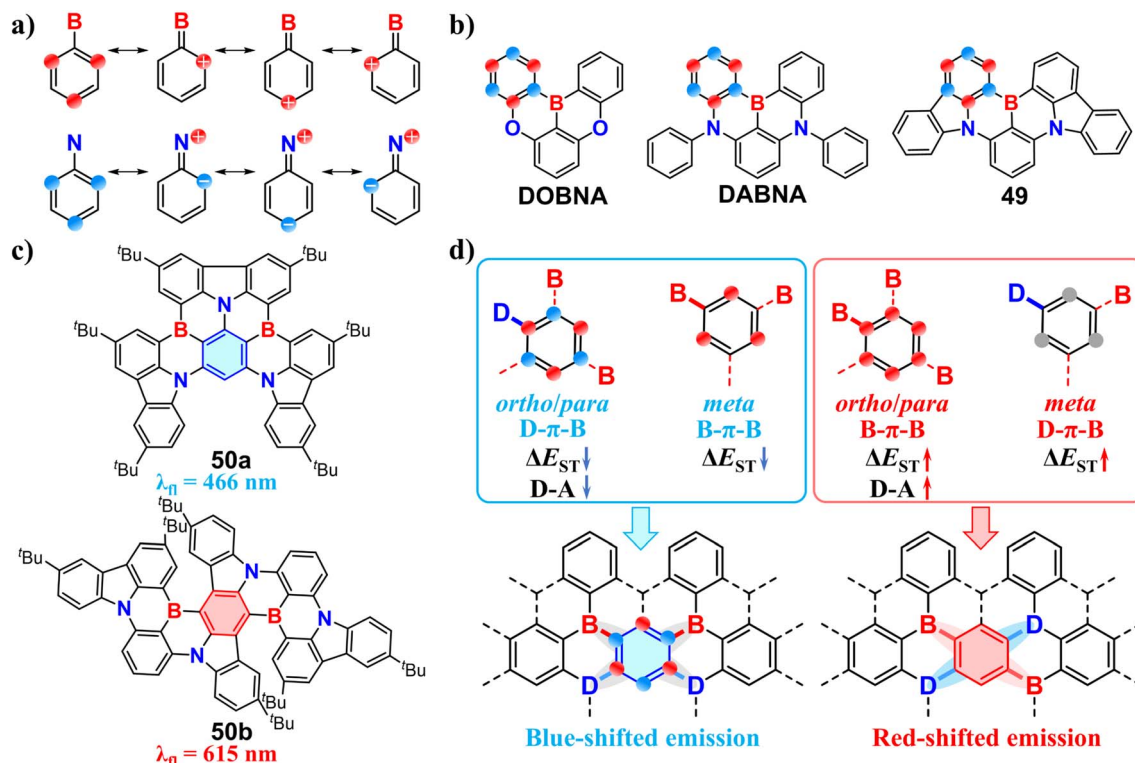 a)
B B B B
+ + +
N N+ N+ N+
− − −
b)
B B B
O O N N N N
DOBNA DABNA 49
c)
tBu tBu
N
tBu B B tBu
N N
tBu tBu
50a
λfl = 466 nm
tBu tBu
tBu N
N B B
N N
tBu
tBu tBu
50b
λfl = 615 nm
d)
B B B D
D B B B
B B
ortho/para meta ortho/para meta
D-π-B B-π-B B-π-B D-π-B
ΔEST↓ ΔEST↓ ΔEST↑ ΔEST↑
D-A↓ D-A↑
B B B D
D D D B
Blue-shifted emission Red-shifted emission